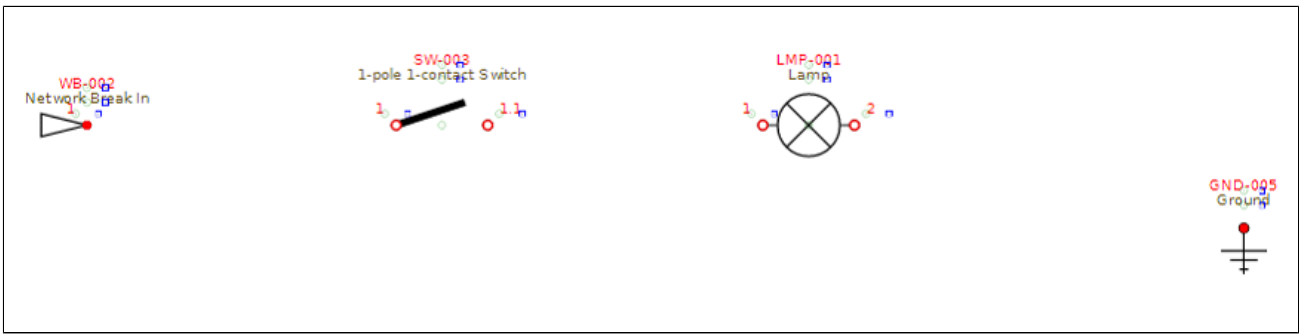 SW-003
1-pole 1-contact Switch
LMP-001
Lamp
WB-002
Network Break In
1
1
1.1
1
2
GND-005
Ground